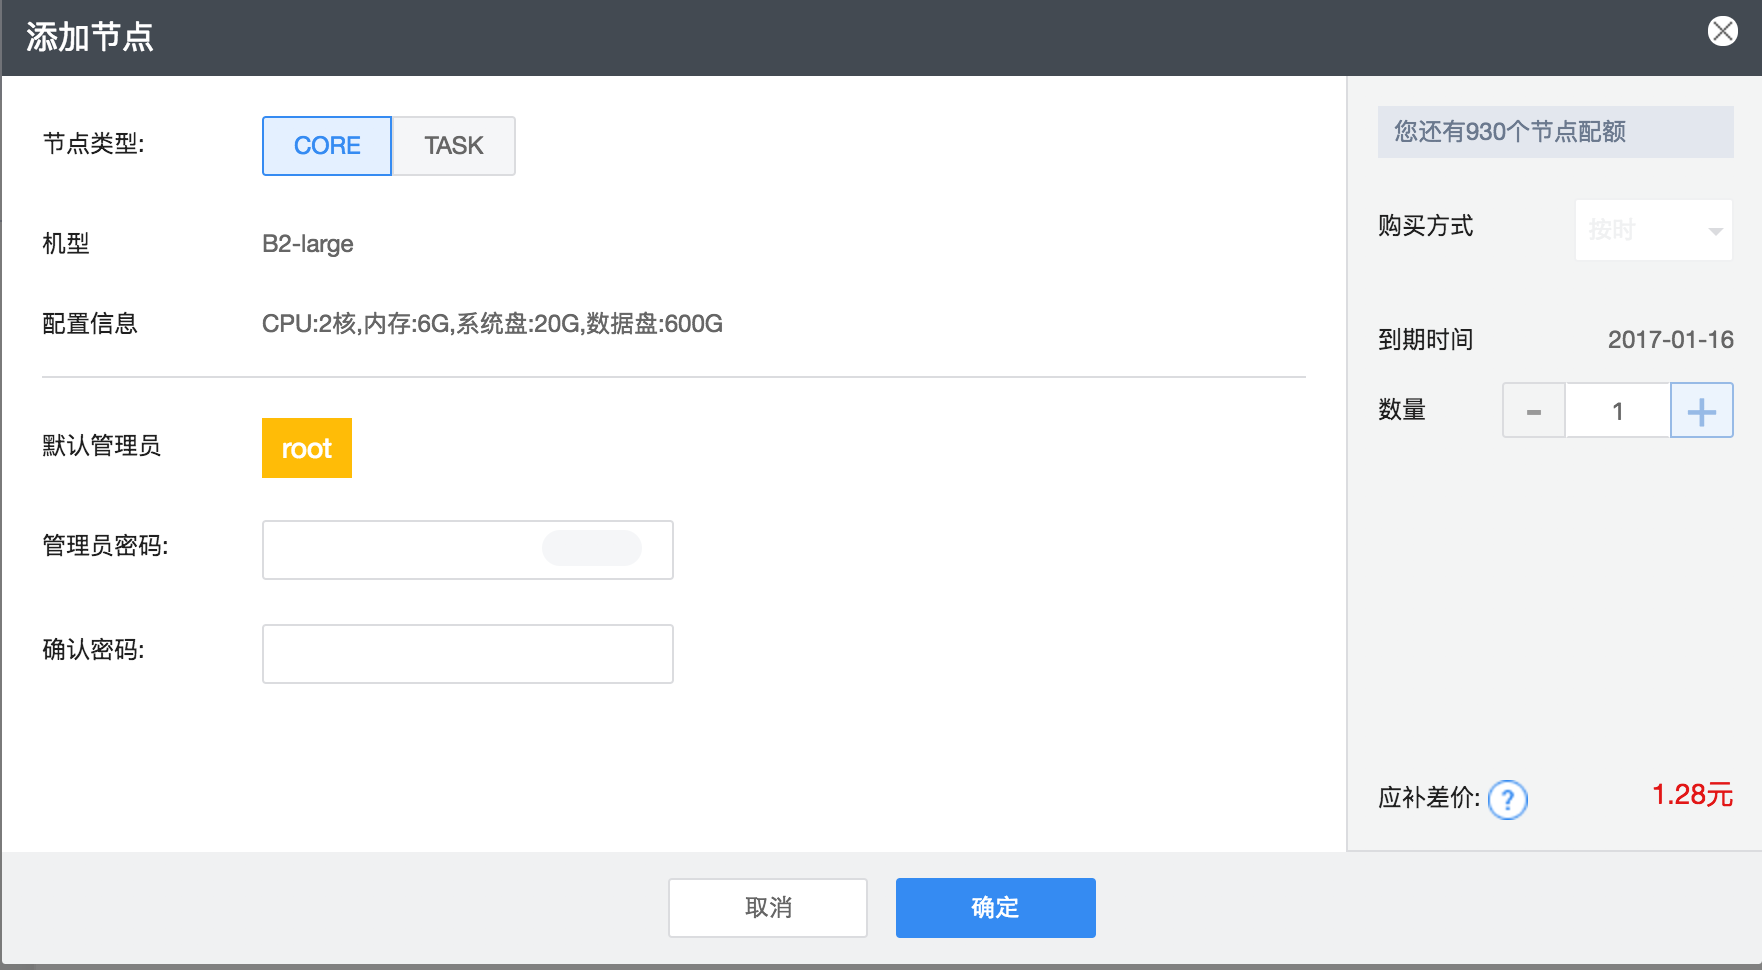 添加节点
节点类型:
CORE
TASK
机型
B2-large
配置信息
CPU:2核,内存:6G,系统盘:20G,数据盘:600G
默认管理员
root
管理员密码:
确认密码:
您还有930个节点配额
购买方式
按时
到期时间
2017-01-16
数量
-
1
+
应补差价:
?
1.28元
取消
确定